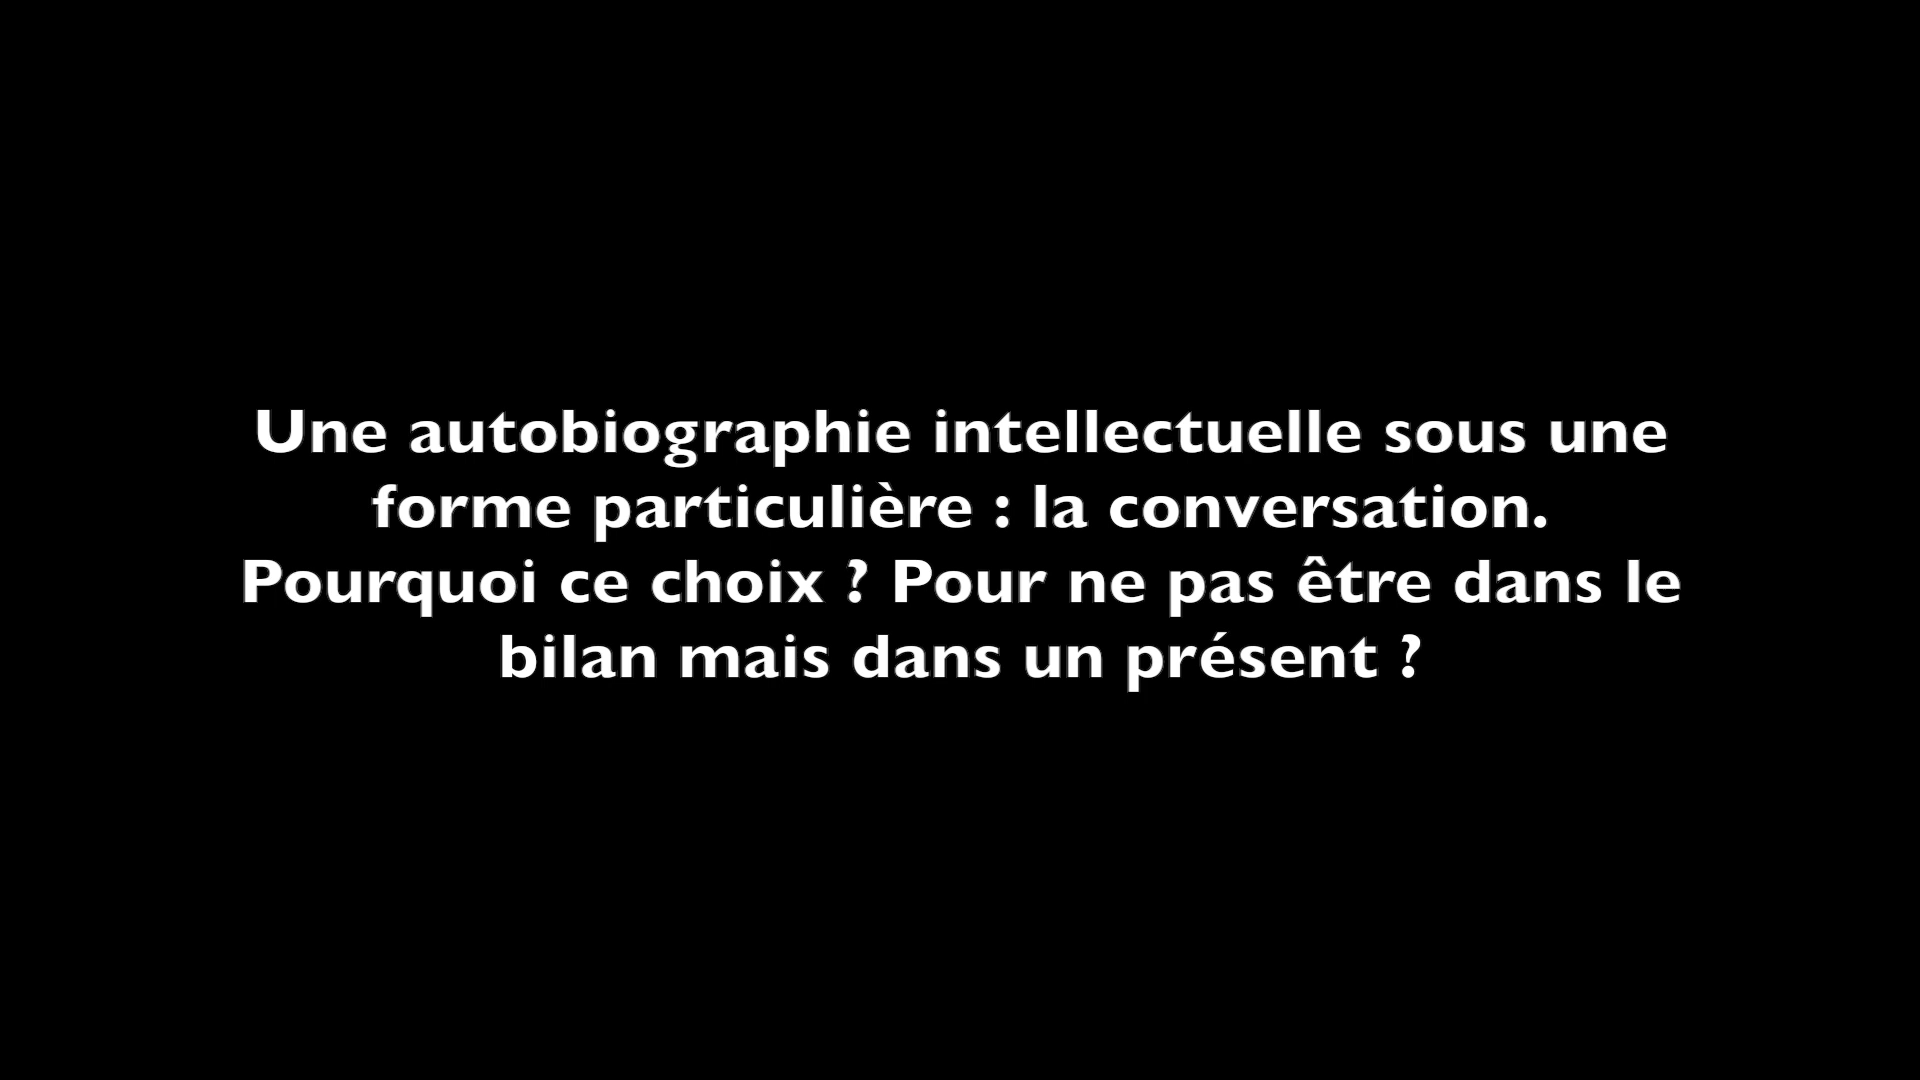 Une autobiographie intellectuelle sous une
forme particulière : la conversation.
Pourquoi ce choix ? Pour ne pas être dans le
bilan mais dans un présent ?